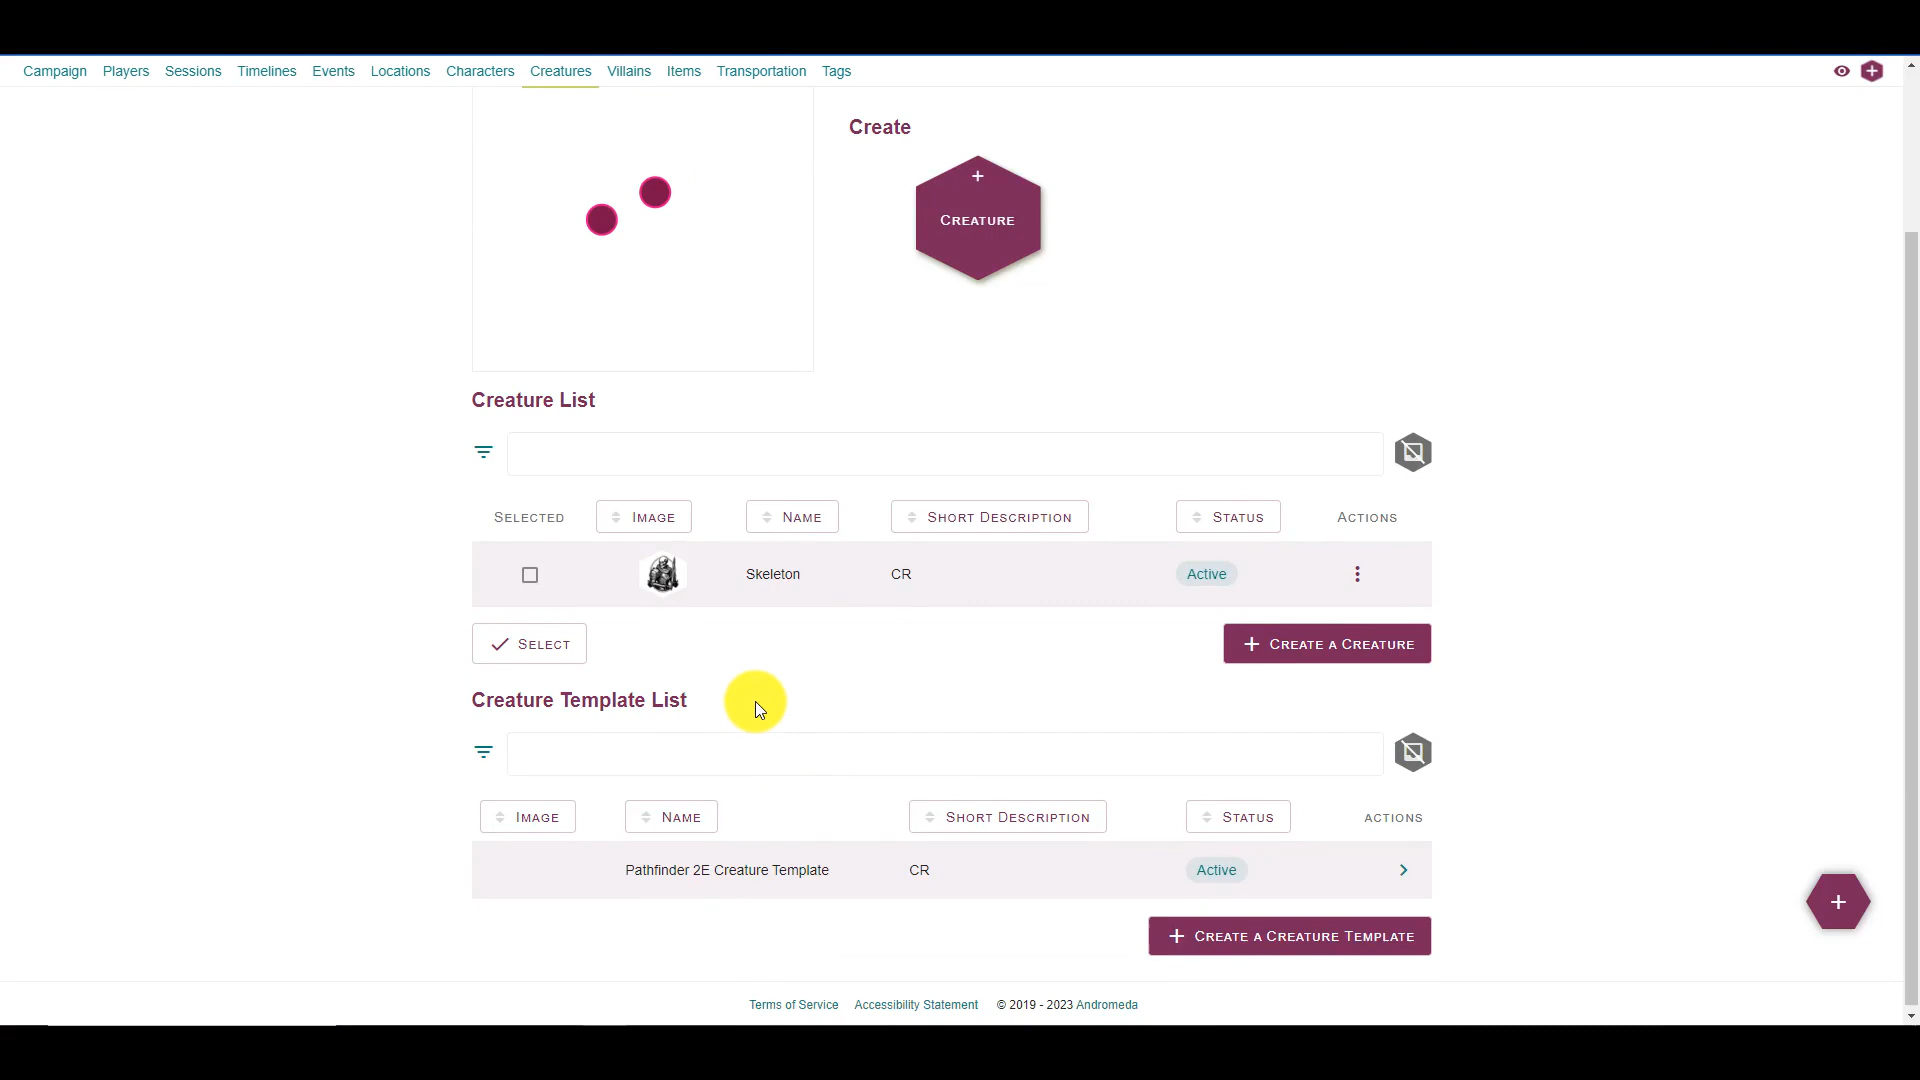 Campaign Players Sessions Timelines Events Locations Characters Creatures Villains Items Transportation Tags
Create
+
CREATURE
Creature List
SELECTED IMAGE NAME SHORT DESCRIPTION STATUS ACTIONS
Skeleton CR Active
SELECT + CREATE A CREATURE
Creature Template List
IMAGE NAME SHORT DESCRIPTION STATUS ACTIONS
Pathfinder 2E Creature Template CR Active
+ CREATE A CREATURE TEMPLATE
Terms of Service Accessibility Statement © 2019 - 2023 Andromeda